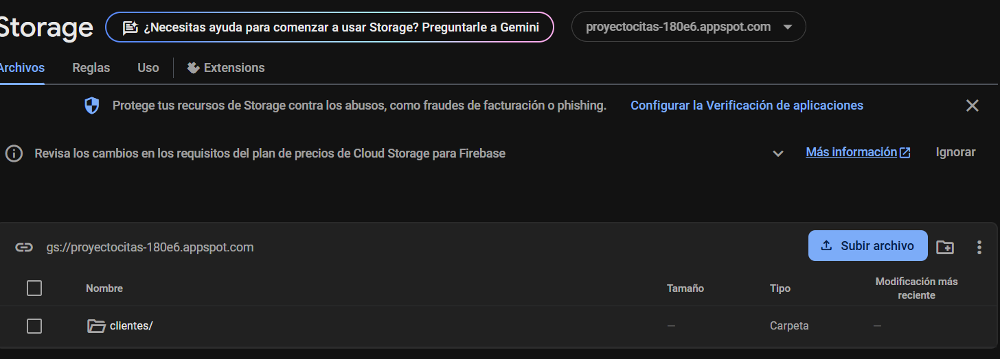 Storage
¿Necesitas ayuda para comenzar a usar Storage? Preguntarle a Gemini
proyectocitas-180e6.appspot.com
Archivos Reglas Uso Extensions
Protege tus recursos de Storage contra los abusos, como fraudes de facturación o phishing. Configurar la Verificación de aplicaciones
Revisa los cambios en los requisitos del plan de precios de Cloud Storage para Firebase Más información Ignorar
gs://proyectocitas-180e6.appspot.com Subir archivo
Nombre Tamaño Tipo Modificación más
reciente
clientes/ — Carpeta —